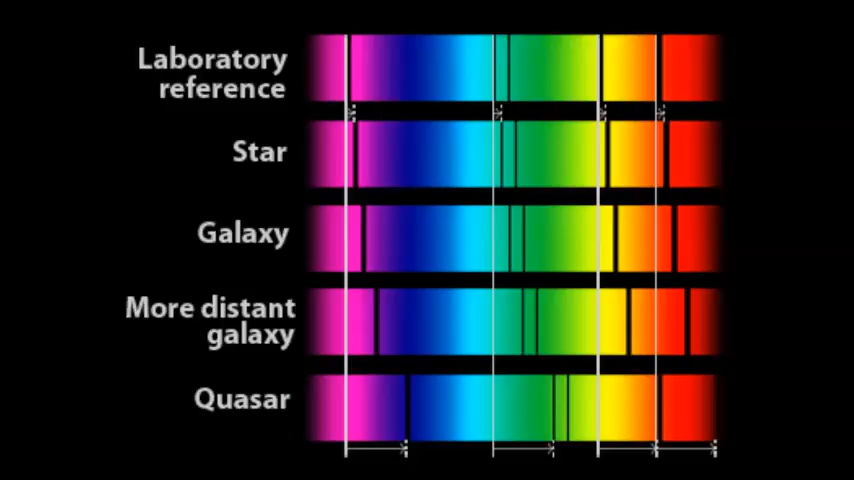 Laboratory
reference
Star
Galaxy
More distant
galaxy
Quasar